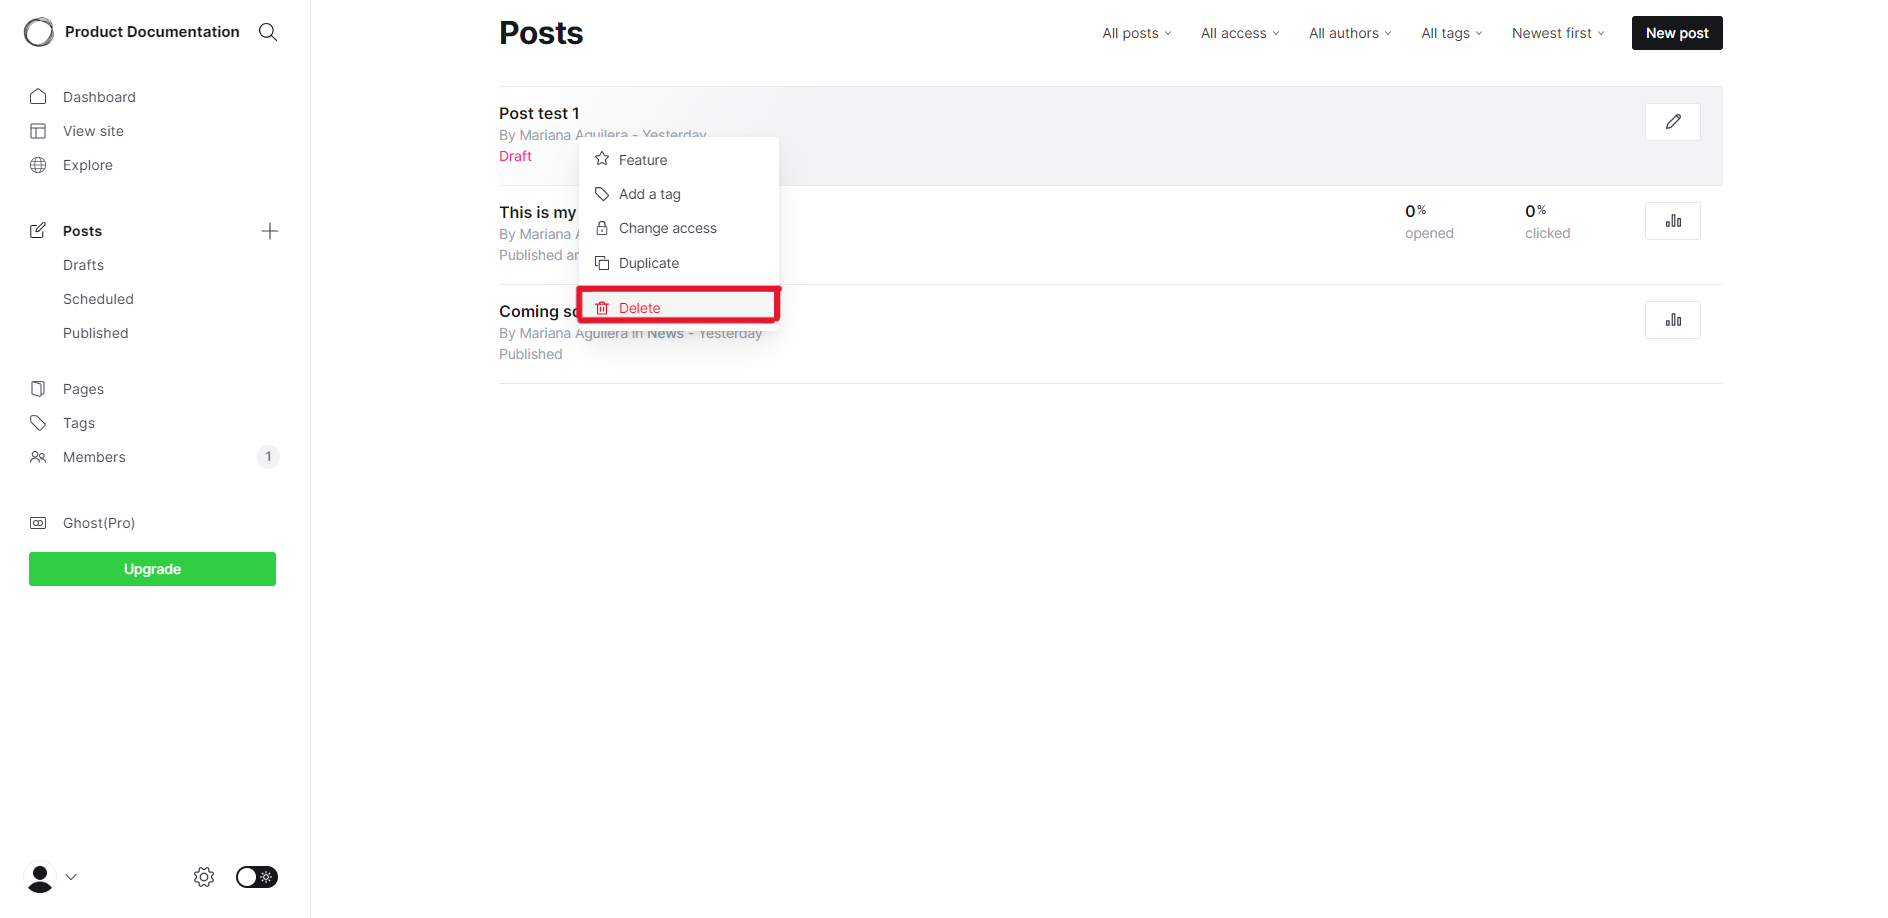 Product Documentation
Dashboard
View site
Explore
Posts
Drafts
Scheduled
Published
Pages
Tags
Members 1
Ghost(Pro)
Upgrade
Posts
All posts All access All authors All tags Newest first New post
Post test 1
By Mariana Aguilera - Yesterday
Draft
Feature
Add a tag
Change access
Duplicate
Delete
This is my
By Mariana
Published
0% opened
0% clicked
Coming
By Mariana Aguilera in News - Yesterday
Published